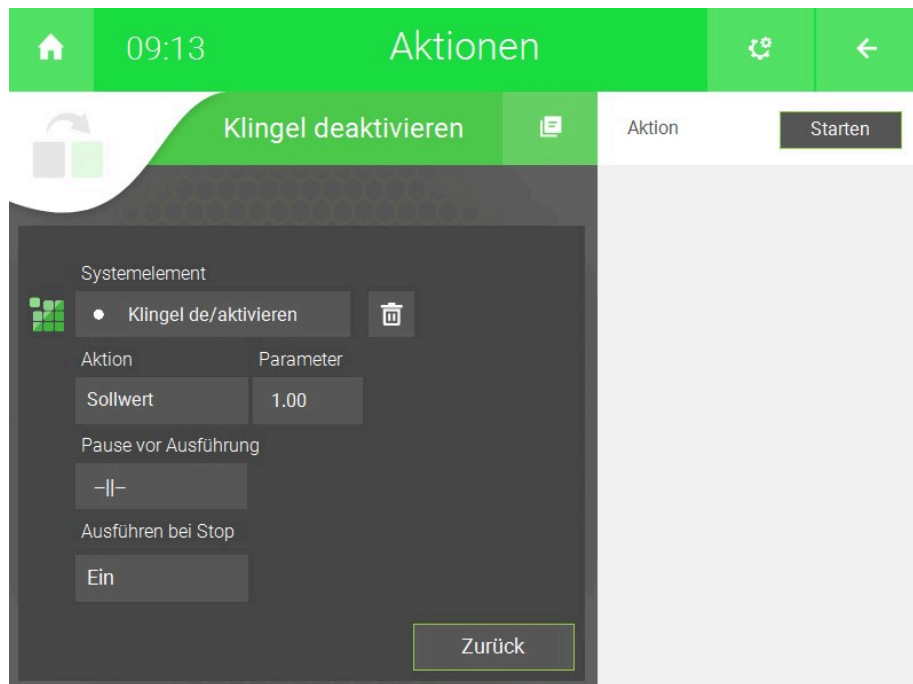 09:13 Aktionen
Klingel deaktivieren
Aktion Starten
Systemelement
Klingel de/aktivieren
Aktion Parameter
Sollwert 1.00
Pause vor Ausführung
–||–
Ausführen bei Stop
Ein
Zurück